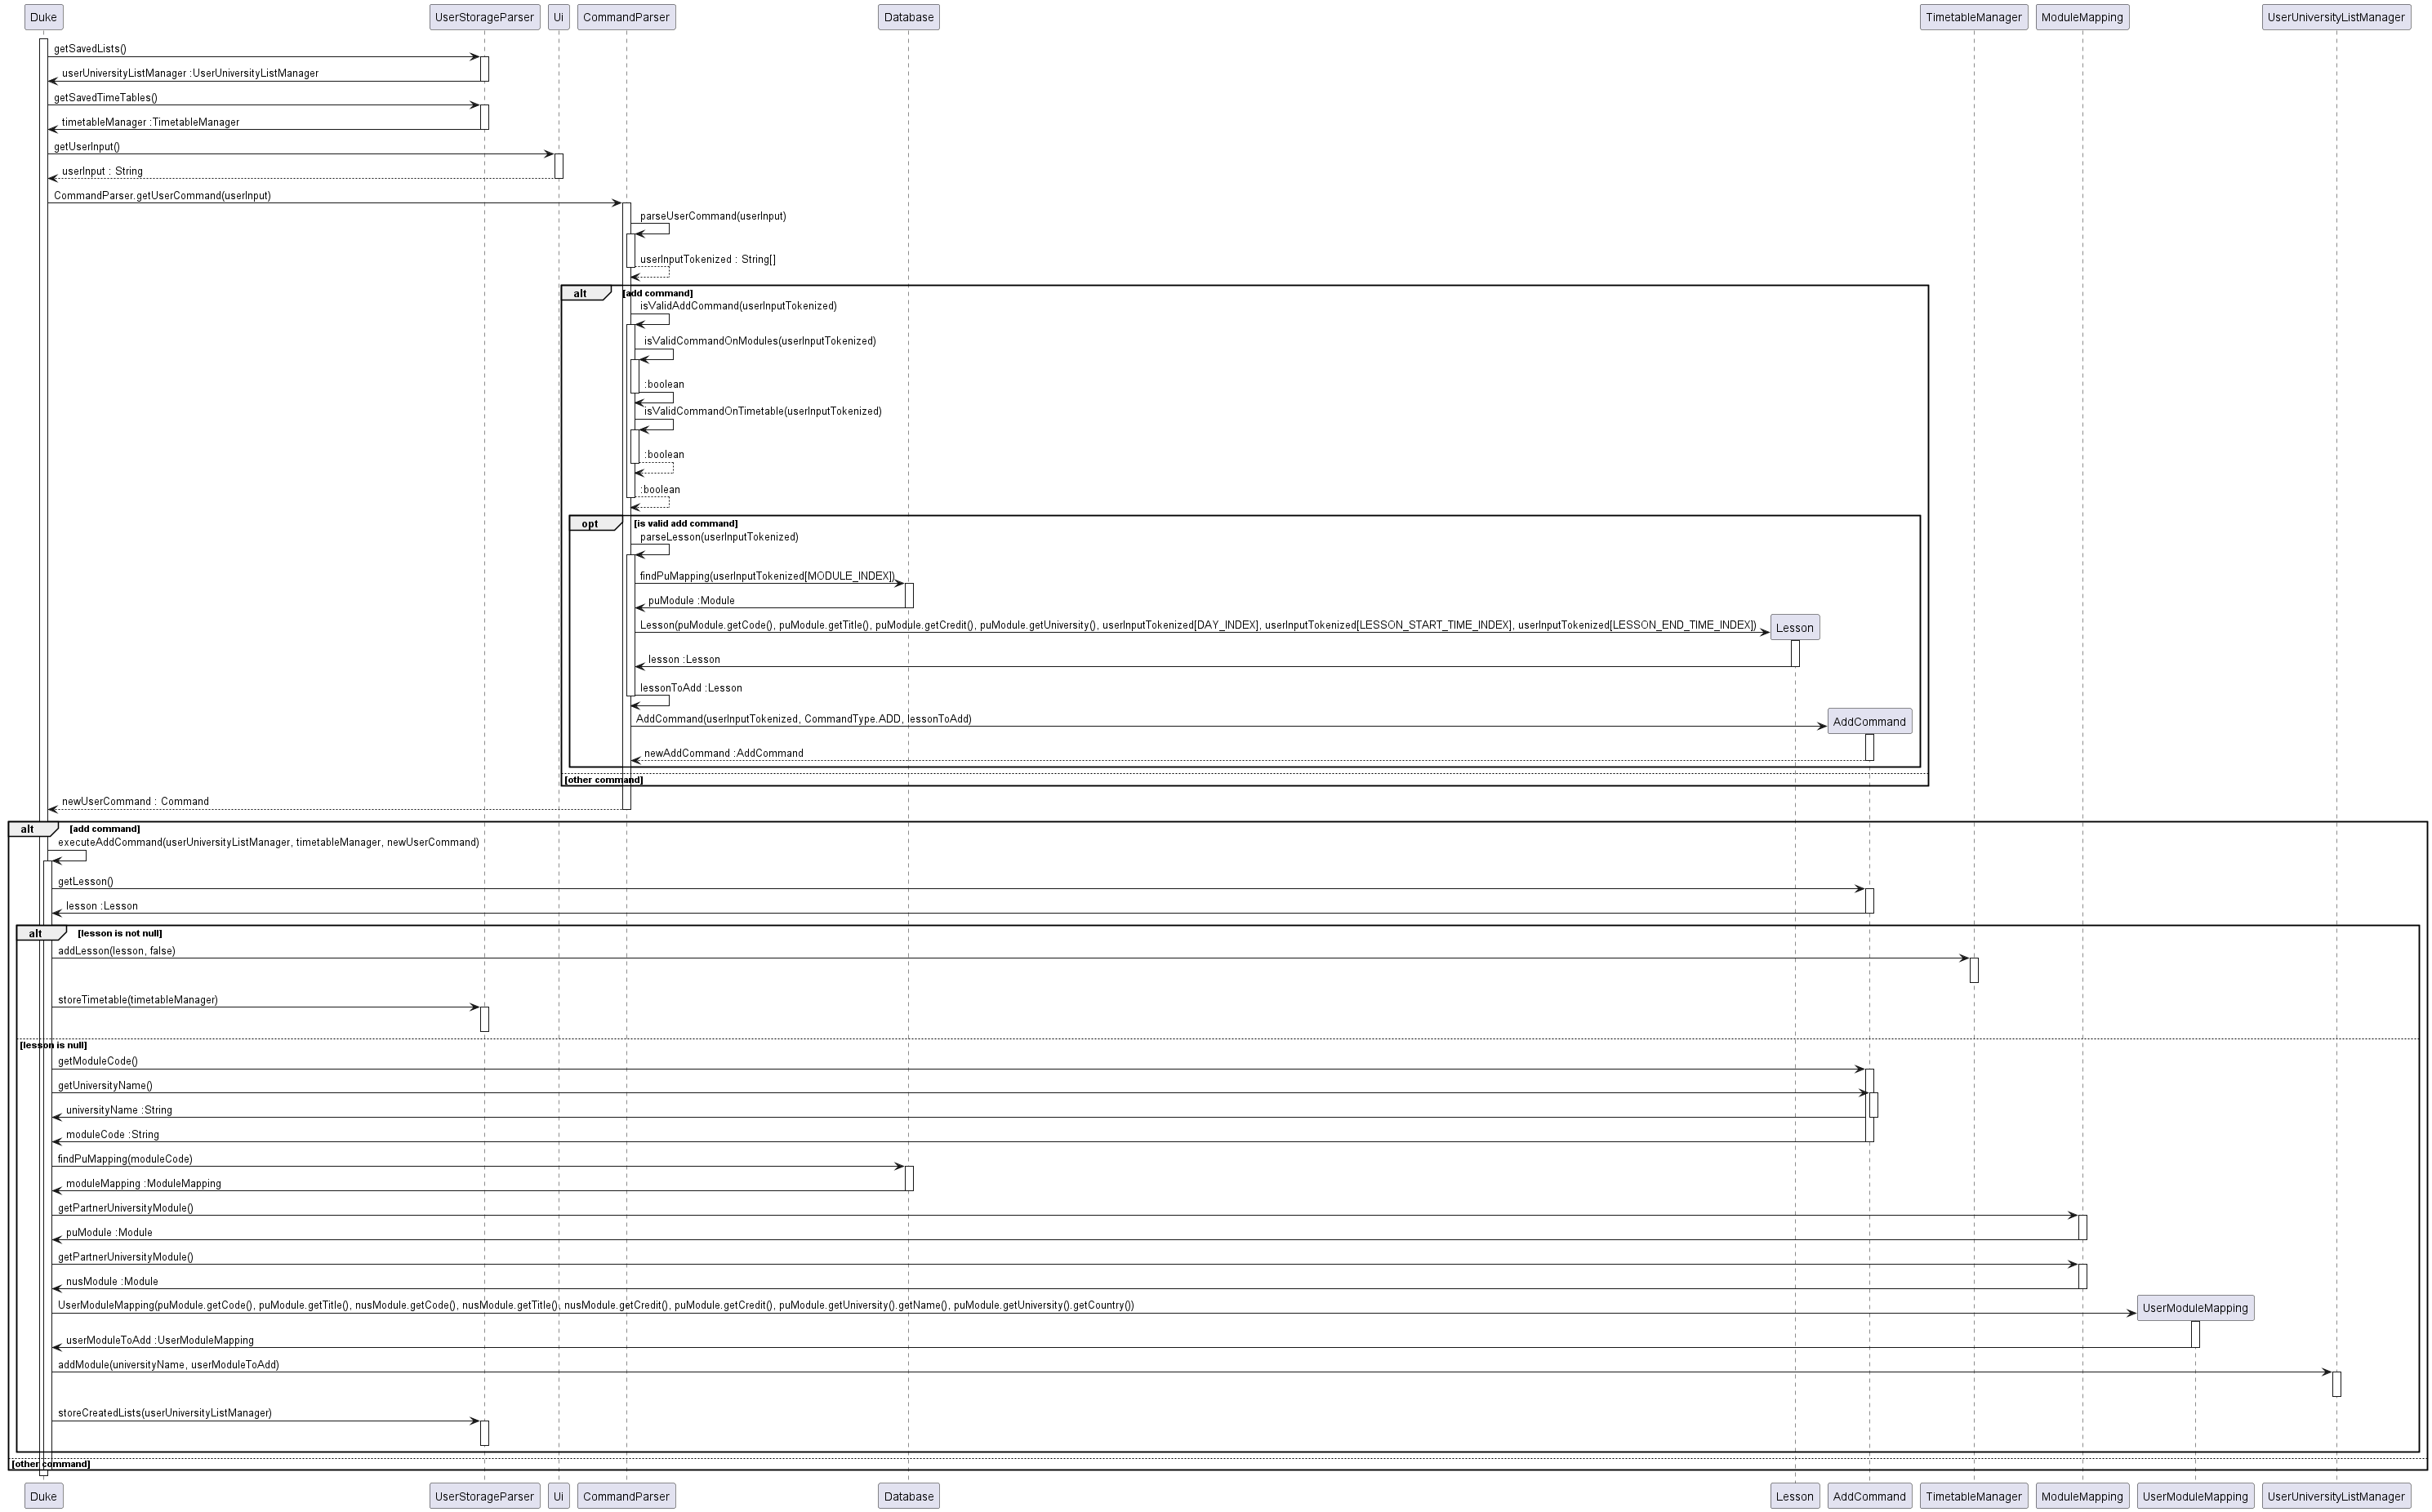 Duke
UserStorageParser
Ui
CommandParser
Database
TimetableManager
ModuleMapping
UserUniversityListManager
getSavedLists()
userUniversityListManager :UserUniversityListManager
getSavedTimeTables()
timetableManager :TimetableManager
getUserInput()
userInput : String
CommandParser.getUserCommand(userInput)
parseUserCommand(userInput)
userInputTokenized : String[]
alt [add command]
isValidAddCommand(userInputTokenized)
isValidCommandOnModules(userInputTokenized)
:boolean
isValidCommandOnTimetable(userInputTokenized)
:boolean
:boolean
opt [is valid add command]
parseLesson(userInputTokenized)
findPuMapping(userInputTokenized[MODULE_INDEX])
puModule :Module
Lesson(puModule.getCode(), puModule.getTitle(), puModule.getCredit(), puModule.getUniversity(), userInputTokenized[DAY_INDEX], userInputTokenized[LESSON_START_TIME_INDEX], userInputTokenized[LESSON_END_TIME_INDEX])
Lesson
lesson :Lesson
lessonToAdd :Lesson
AddCommand(userInputTokenized, CommandType.ADD, lessonToAdd)
AddCommand
newAddCommand :AddCommand
[other command]
newUserCommand : Command
alt [add command]
executeAddCommand(userUniversityListManager, timetableManager, newUserCommand)
getLesson()
lesson :Lesson
alt [lesson is not null]
addLesson(lesson, false)
storeTimetable(timetableManager)
[lesson is null]
getModuleCode()
getUniversityName()
universityName :String
moduleCode :String
findPuMapping(moduleCode)
moduleMapping :ModuleMapping
getPartnerUniversityModule()
puModule :Module
getPartnerUniversityModule()
nusModule :Module
UserModuleMapping(puModule.getCode(), puModule.getTitle(), nusModule.getCode(), nusModule.getTitle(), nusModule.getCredit(), puModule.getCredit(), puModule.getUniversity().getName(), puModule.getUniversity().getCountry())
UserModuleMapping
userModuleToAdd :UserModuleMapping
addModule(universityName, userModuleToAdd)
storeCreatedLists(userUniversityListManager)
[other command]
Duke
UserStorageParser
Ui
CommandParser
Database
Lesson
AddCommand
TimetableManager
ModuleMapping
UserModuleMapping
UserUniversityListManager